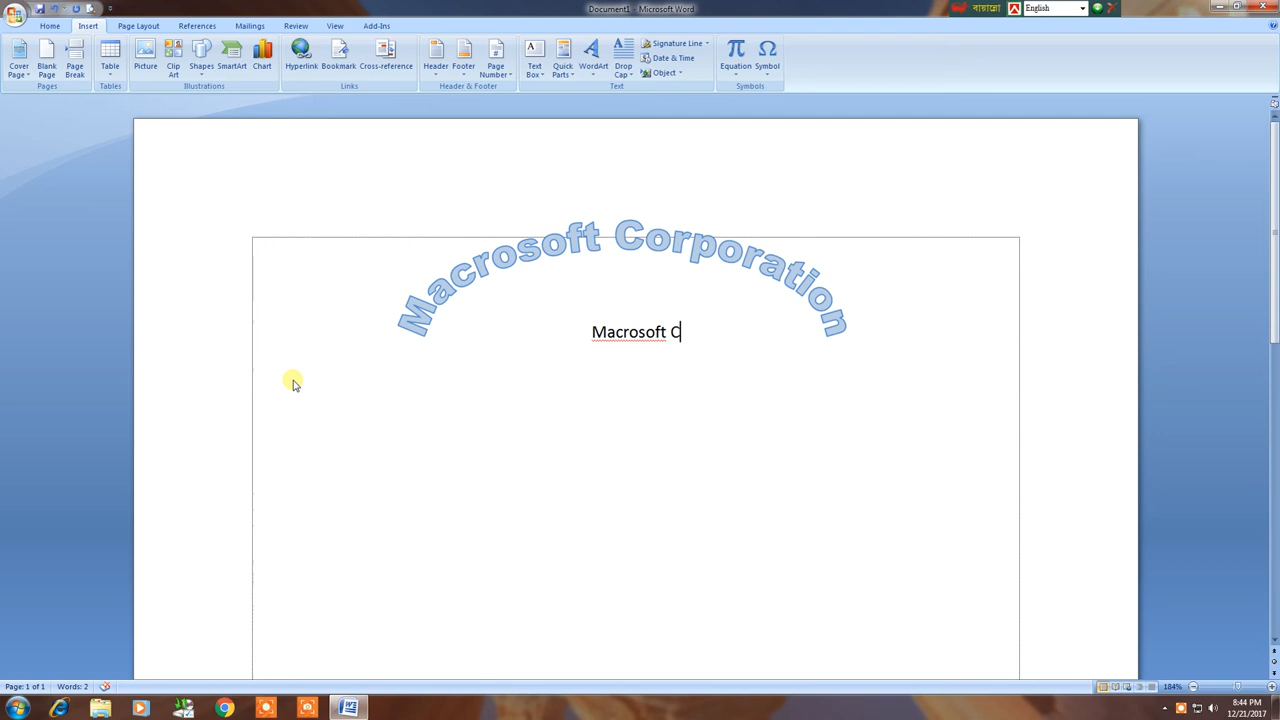 Document1 - Microsoft Word
বায়ান্নো
English
Home Insert Page Layout References Mailings Review View Add-Ins
Cover Page
Blank Page
Page Break
Table
Picture
Clip Art
Shapes
SmartArt
Chart
Hyperlink
Bookmark
Cross-reference
Header
Footer
Page Number
Text Box
Quick Parts
WordArt
Drop Cap
Signature Line
Date & Time
Object
Equation
Symbol
Pages Tables Illustrations Links Header & Footer Text Symbols
Macrosoft Corporation
Macrosoft C
Page: 1 of 1 Words: 2
184%
8:44 PM
12/21/2017